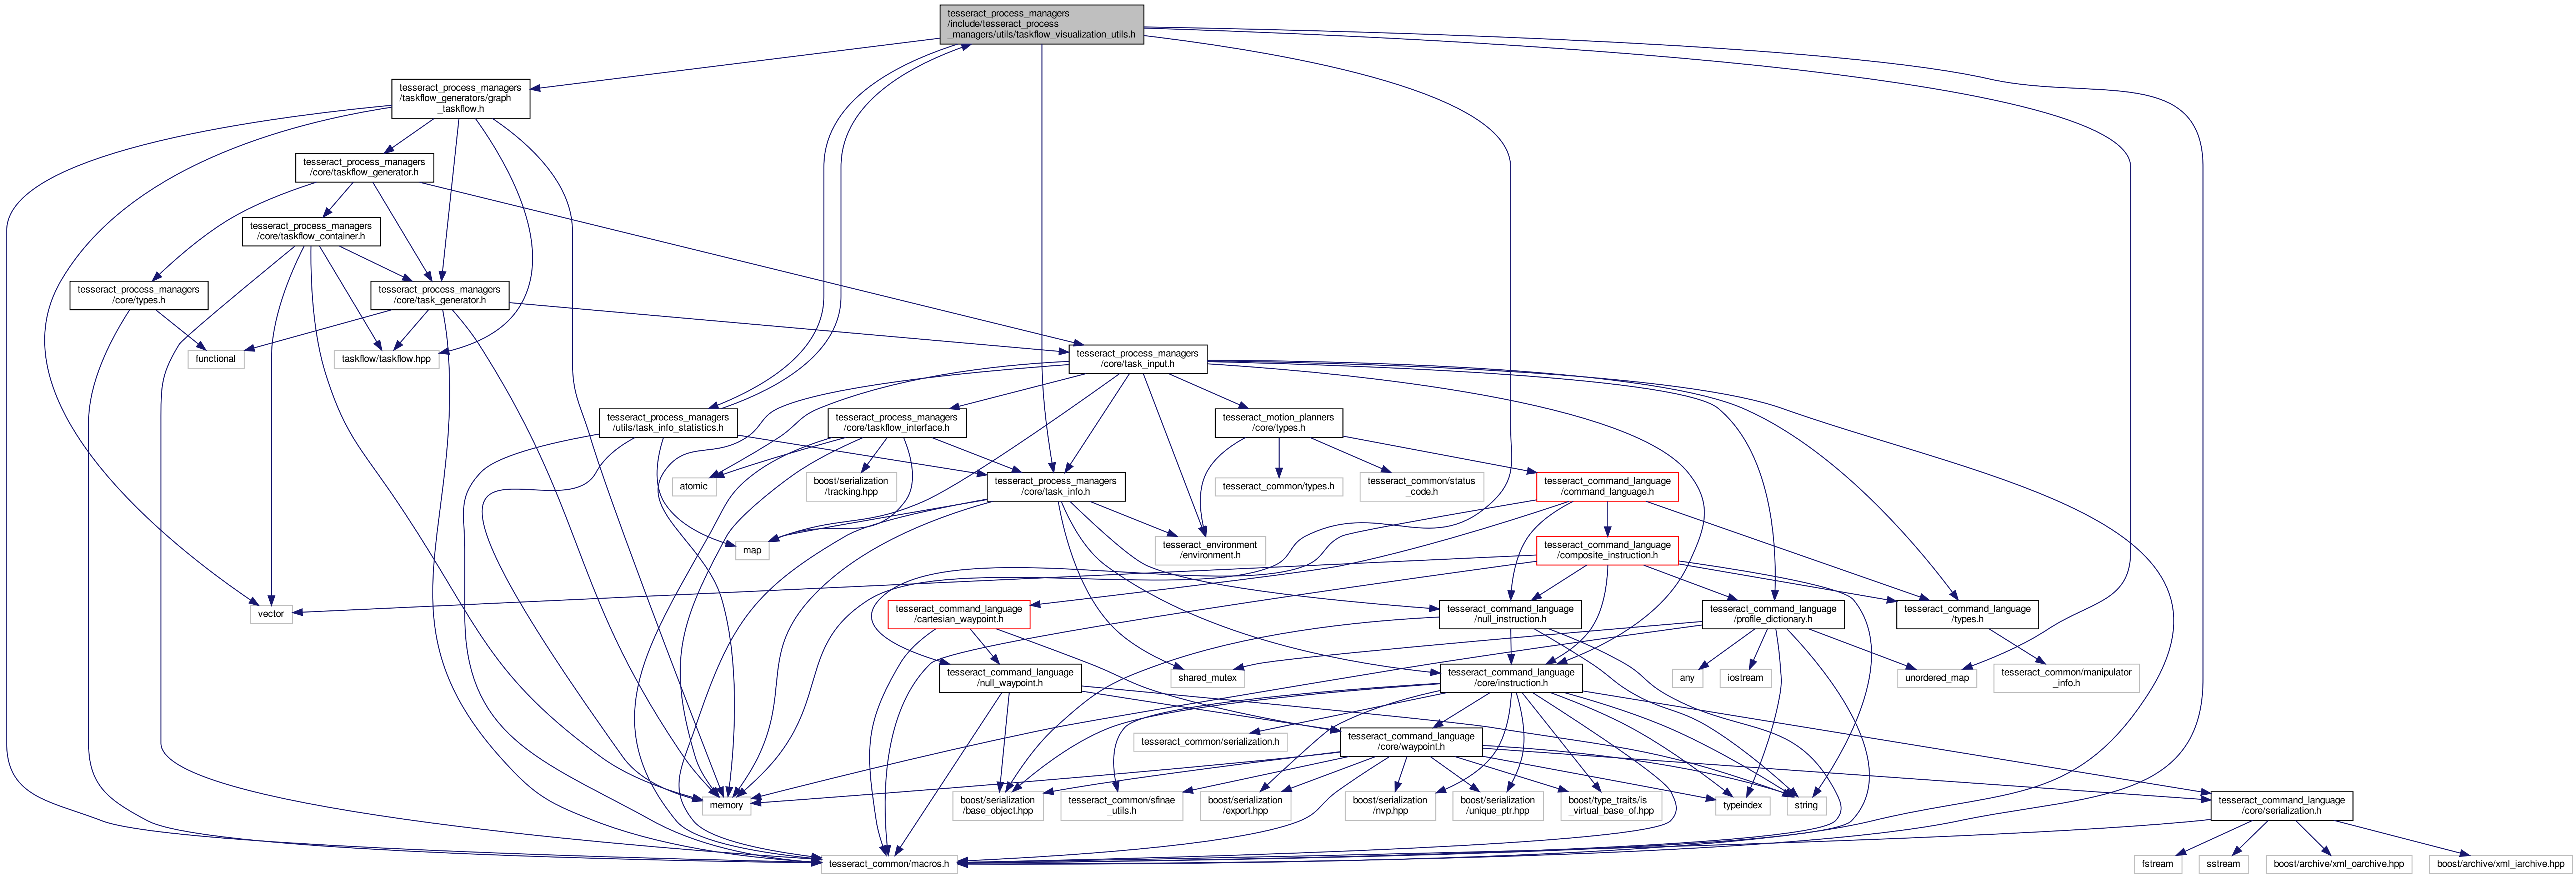 tesseract_process_managers
/include/tesseract_process
_managers/utils/taskflow_visualization_utils.h
tesseract_process_managers
/taskflow_generators/graph
_taskflow.h
tesseract_process_managers
/core/taskflow_generator.h
tesseract_process_managers
/core/taskflow_container.h
tesseract_process_managers
/core/types.h
tesseract_process_managers
/core/task_generator.h
functional
taskflow/taskflow.hpp
tesseract_process_managers
/core/task_input.h
tesseract_process_managers
/utils/task_info_statistics.h
tesseract_process_managers
/core/taskflow_interface.h
tesseract_motion_planners
/core/types.h
atomic
boost/serialization
/tracking.hpp
tesseract_process_managers
/core/task_info.h
tesseract_common/types.h
tesseract_common/status
_code.h
tesseract_command_language
/command_language.h
map
tesseract_environment
/environment.h
tesseract_command_language
/composite_instruction.h
vector
tesseract_command_language
/cartesian_waypoint.h
tesseract_command_language
/null_instruction.h
tesseract_command_language
/profile_dictionary.h
tesseract_command_language
/types.h
tesseract_command_language
/null_waypoint.h
shared_mutex
tesseract_command_language
/core/instruction.h
any
iostream
unordered_map
tesseract_common/manipulator
_info.h
tesseract_common/serialization.h
tesseract_command_language
/core/waypoint.h
memory
boost/serialization
/base_object.hpp
tesseract_common/sfinae
_utils.h
boost/serialization
/export.hpp
boost/serialization
/nvp.hpp
boost/serialization
/unique_ptr.hpp
boost/type_traits/is
_virtual_base_of.hpp
typeindex
string
tesseract_command_language
/core/serialization.h
tesseract_common/macros.h
fstream
sstream
boost/archive/xml_oarchive.hpp
boost/archive/xml_iarchive.hpp